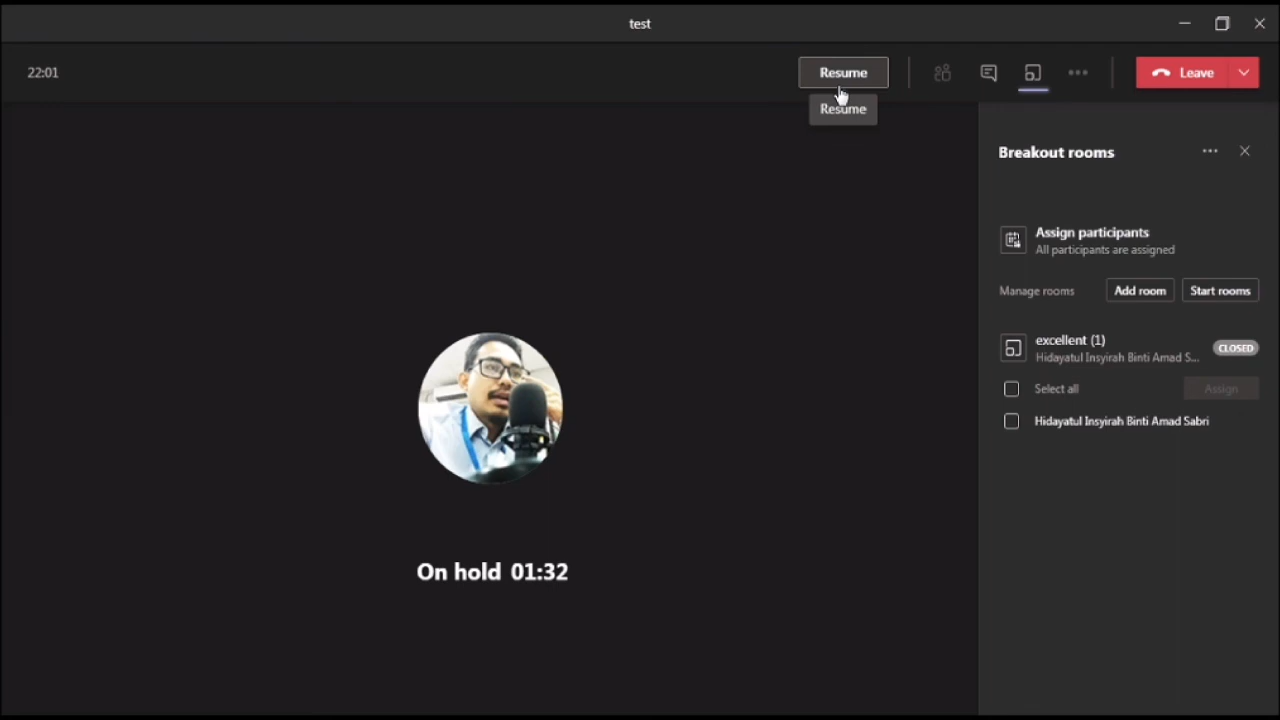 test
22:01
Resume
Leave
Resume
Breakout rooms
Assign participants
All participants are assigned
Manage rooms
Add room
Start rooms
excellent (1)
CLOSED
Hidayatul Insyirah Binti Amad S...
Select all
Assign
Hidayatul Insyirah Binti Amad Sabri
On hold 01:32